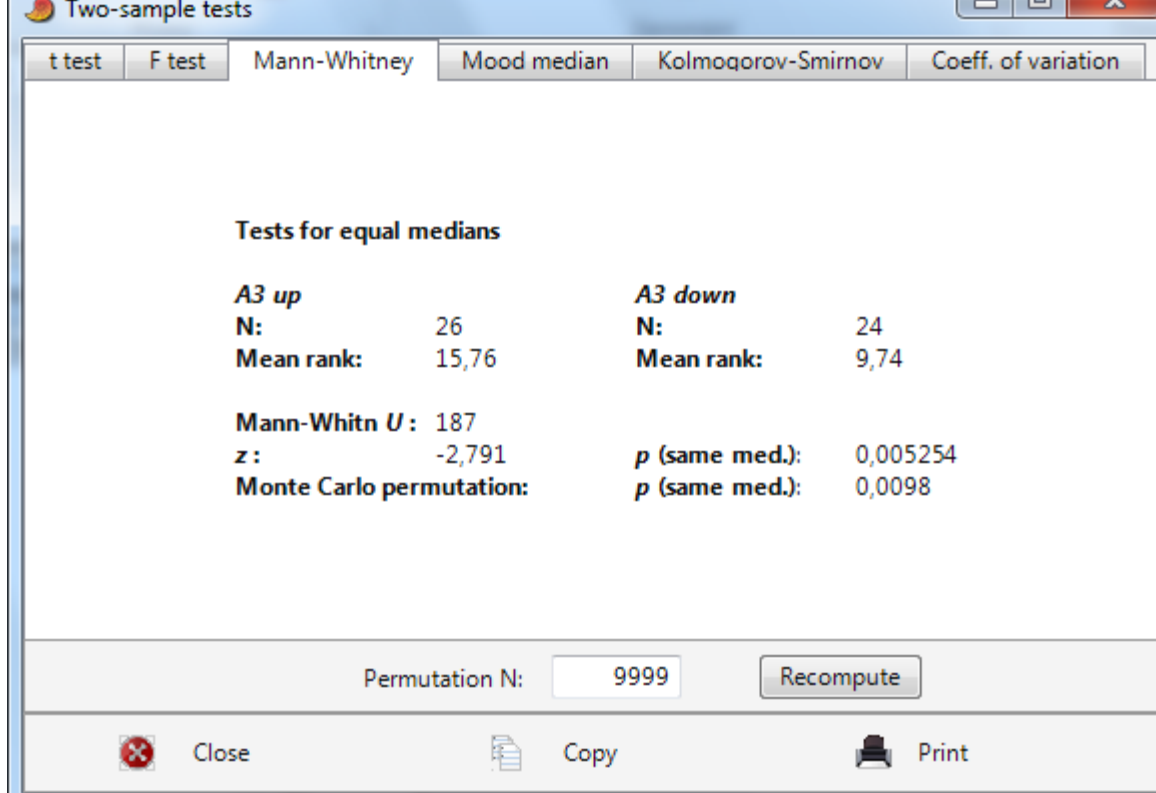 Two-sample tests
t test F test Mann-Whitney Mood median Kolmogorov-Smirnov Coeff. of variation
Tests for equal medians
A3 up A3 down
N: 26 N: 24
Mean rank: 15,76 Mean rank: 9,74
Mann-Whitn U : 187
z : -2,791 p (same med.): 0,005254
Monte Carlo permutation: p (same med.): 0,0098
Permutation N: 9999 Recompute
Close Copy Print